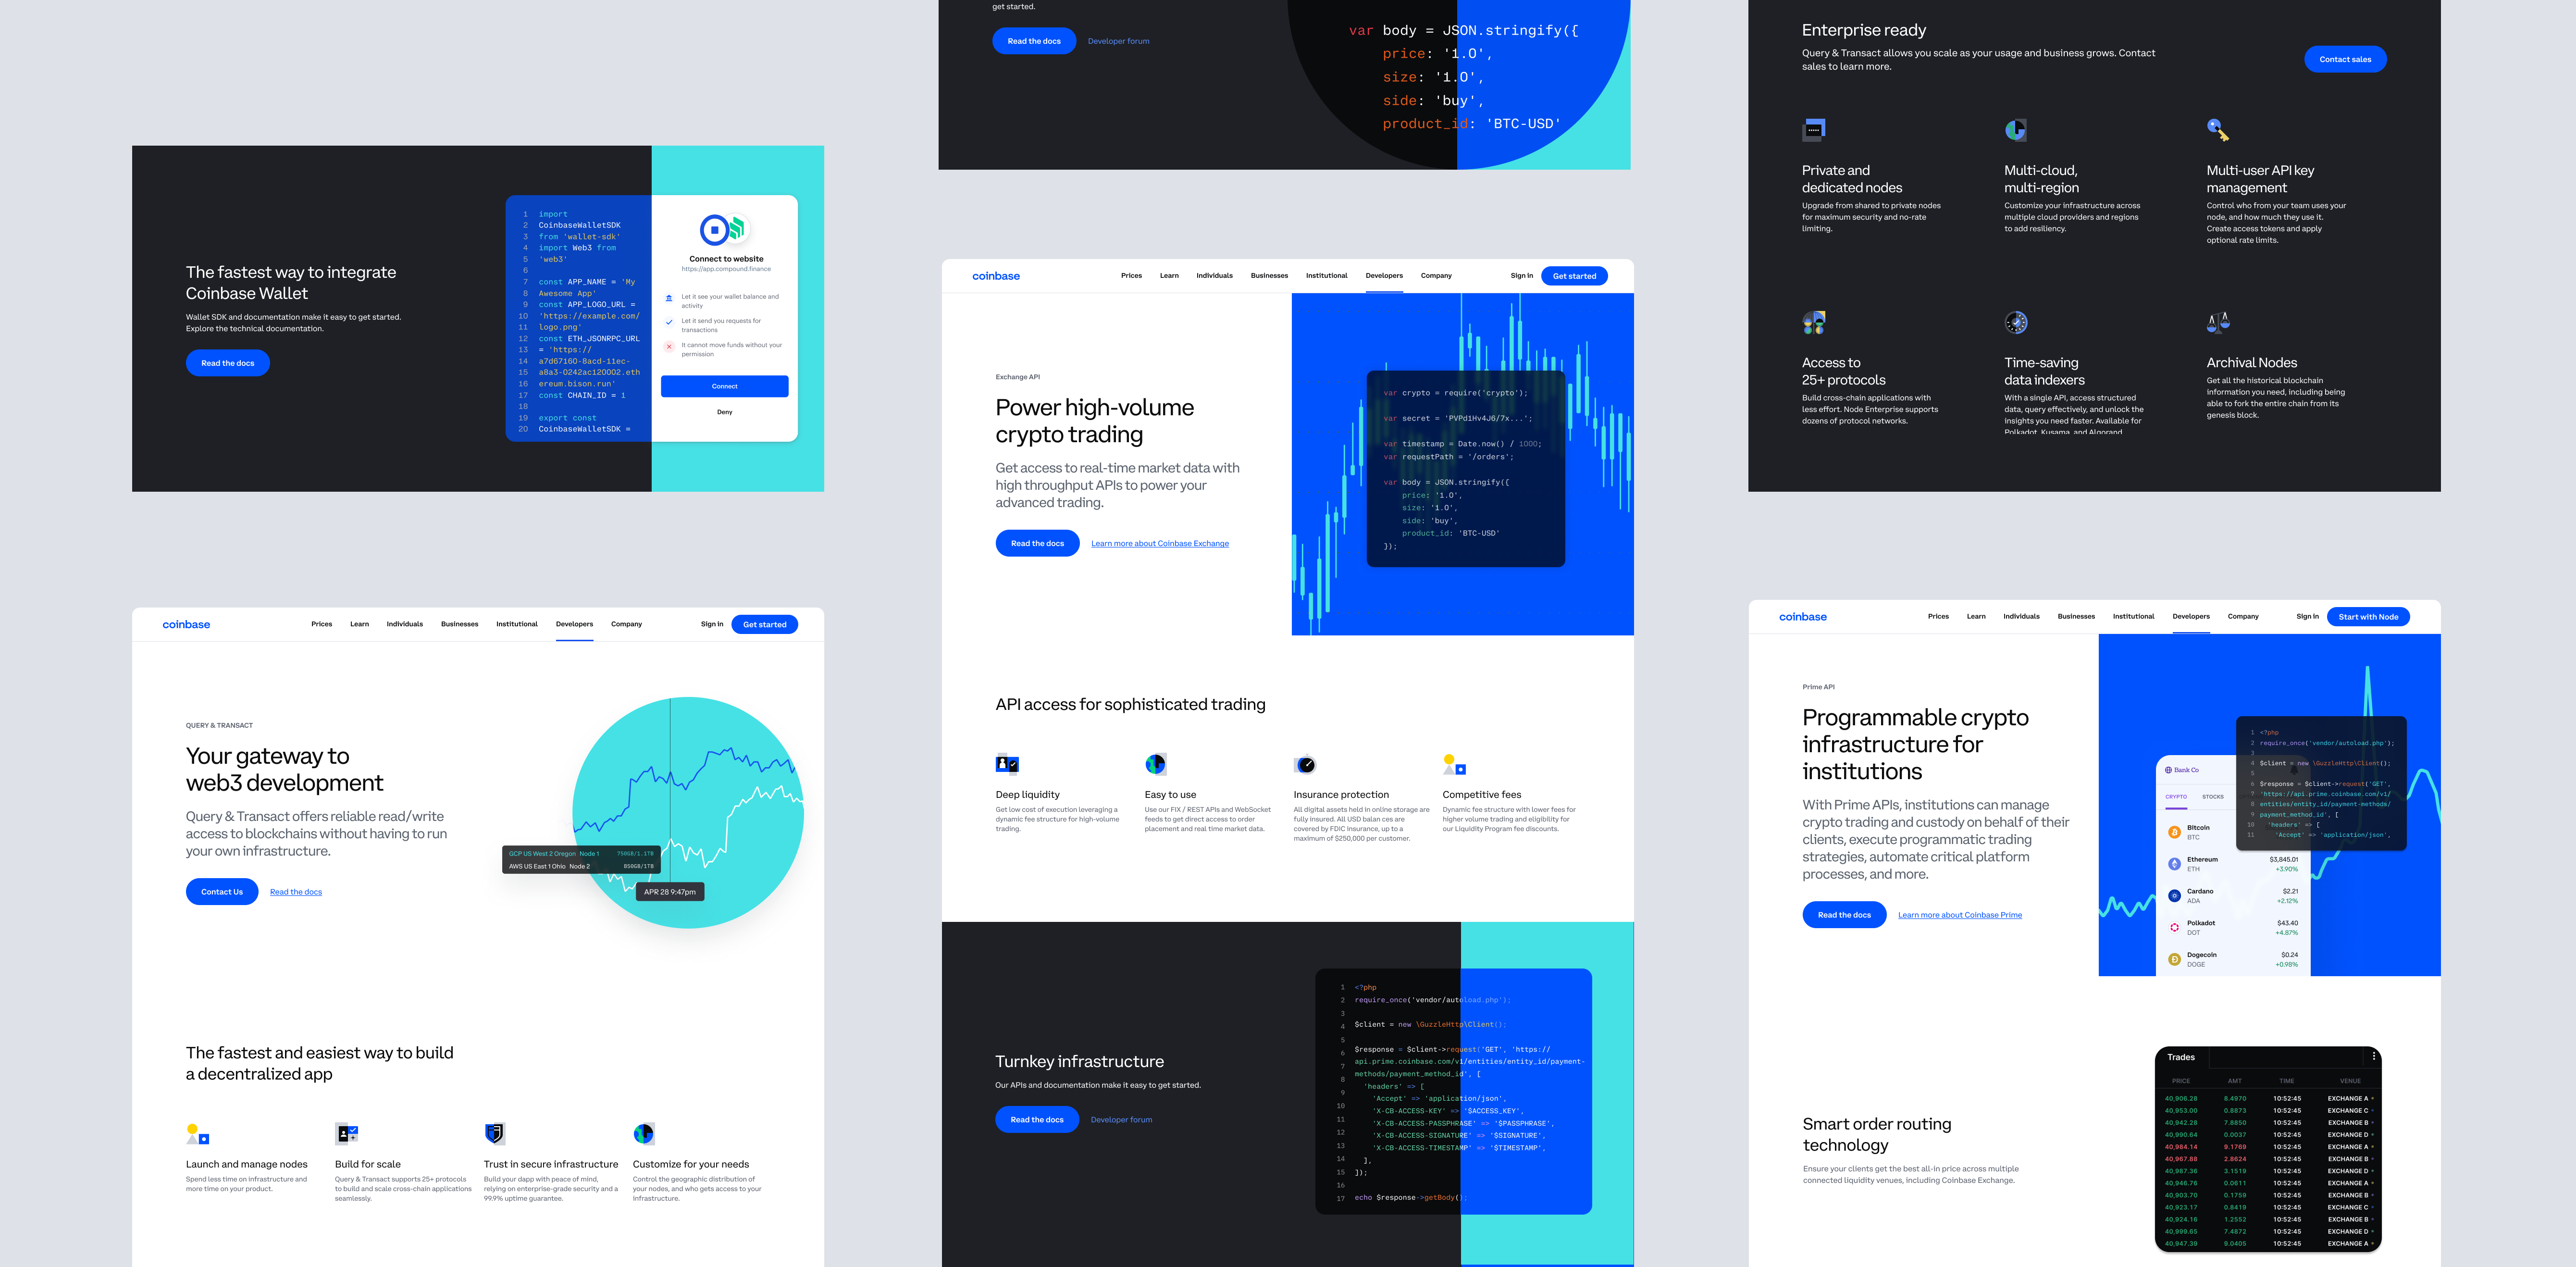 The fastest way to integrate
Coinbase Wallet
Wallet SDK and documentation make it easy to get started.
Explore the technical documentation.
Read the docs
1 import
2 CoinbaseWalletSDK
3 from 'wallet-sdk'
4 import Web3 from
5 'web3'
6
7 const APP_NAME = 'My
8 Awesome App'
9 const APP_LOGO_URL =
10 'https://example.com/
11 logo.png'
12 const ETH_JSONRPC_URL
13 = 'https://
14 a7d67160-8acd-11ec-
15 a8a3-0242ac120002.eth
16 ereum.bison.run'
17 const CHAIN_ID = 1
18
19 export const
20 CoinbaseWalletSDK =
Connect to website
https://app.compound.finance
Let it see your wallet balance and
activity
Let it send you requests for
transactions
It cannot move funds without your
permission
Connect
Deny
coinbase
Prices Learn Individuals Businesses Institutional Developers Company
Sign in Get started
QUERY & TRANSACT
Your gateway to
web3 development
Query & Transact offers reliable read/write
access to blockchains without having to run
your own infrastructure.
Contact Us Read the docs
GCP US West 2 Oregon Node 1 750GB/1.1TB
AWS US East 1 Ohio Node 2 850GB/1TB
APR 28 9:47pm
The fastest and easiest way to build
a decentralized app
Launch and manage nodes
Spend less time on infrastructure and
more time on your product.
Build for scale
Query & Transact supports 25+ protocols
to build and scale cross-chain applications
seamlessly.
Trust in secure infrastructure
Build your dapp with peace of mind,
relying on enterprise-grade security and a
99.9% uptime guarantee.
Customize for your needs
Control the geographic distribution of
your nodes, and who gets access to your
infrastructure.
get started.
Read the docs Developer forum
var body = JSON.stringify({
price: '1.0',
size: '1.0',
side: 'buy',
product_id: 'BTC-USD'
coinbase
Prices Learn Individuals Businesses Institutional Developers Company
Sign in Get started
Exchange API
Power high-volume
crypto trading
Get access to real-time market data with
high throughput APIs to power your
advanced trading.
Read the docs Learn more about Coinbase Exchange
var crypto = require('crypto');
var secret = 'PVPd1Hv4J6/7x...';
var timestamp = Date.now() / 1000;
var requestPath = '/orders';
var body = JSON.stringify({
price: '1.0',
size: '1.0',
side: 'buy',
product_id: 'BTC-USD'
});
API access for sophisticated trading
Deep liquidity
Get low cost of execution leveraging a
dynamic fee structure for high-volume
trading.
Easy to use
Use our FIX / REST APIs and WebSocket
feeds to get direct access to order
placement and real time market data.
Insurance protection
All digital assets held in online storage are
fully insured. All USD balan ces are
covered by FDIC Insurance, up to a
maximum of $250,000 per customer.
Competitive fees
Dynamic fee structure with lower fees for
higher volume trading and eligibility for
our Liquidity Program fee discounts.
Turnkey infrastructure
Our APIs and documentation make it easy to get started.
Read the docs Developer forum
1 <?php
2 require_once('vendor/autoload.php');
3
4 $client = new \GuzzleHttp\Client();
5
6 $response = $client->request('GET', 'https://
7 api.prime.coinbase.com/v1/entities/entity_id/payment-
8 methods/payment_method_id', [
9 'headers' => [
10 'Accept' => 'application/json',
11 'X-CB-ACCESS-KEY' => '$ACCESS_KEY',
12 'X-CB-ACCESS-PASSPHRASE' => '$PASSPHRASE',
13 'X-CB-ACCESS-SIGNATURE' => '$SIGNATURE',
14 'X-CB-ACCESS-TIMESTAMP' => '$TIMESTAMP',
15 ],
16 ]);
17 echo $response->getBody();
Enterprise ready
Query & Transact allows you scale as your usage and business grows. Contact
sales to learn more.
Contact sales
Private and
dedicated nodes
Upgrade from shared to private nodes
for maximum security and no-rate
limiting.
Multi-cloud,
multi-region
Customize your infrastructure across
multiple cloud providers and regions
to add resiliency.
Multi-user API key
management
Control who from your team uses your
node, and how much they use it.
Create access tokens and apply
optional rate limits.
Access to
25+ protocols
Build cross-chain applications with
less effort. Node Enterprise supports
dozens of protocol networks.
Time-saving
data indexers
With a single API, access structured
data, query effectively, and unlock the
insights you need faster. Available for
Polkadot, Kusama, and Algorand
Archival Nodes
Get all the historical blockchain
information you need, including being
able to fork the entire chain from its
genesis block.
coinbase
Prices Learn Individuals Businesses Institutional Developers Company
Sign in Start with Node
Prime API
Programmable crypto
infrastructure for
institutions
With Prime APIs, institutions can manage
crypto trading and custody on behalf of their
clients, execute programmatic trading
strategies, automate critical platform
processes, and more.
Read the docs Learn more about Coinbase Prime
1 <?php
2 require_once('vendor/autoload.php');
3
4 $client = new \GuzzleHttp\Client();
5
6 $response = $client->request('GET',
7 'https://api.prime.coinbase.com/v1/
8 entities/entity_id/payment-methods/
9 payment_method_id', [
10 'headers' => [
11 'Accept' => 'application/json',
Bank Co
CRYPTO STOCKS
Bitcoin
BTC
Ethereum $3,845.01
ETH +3.90%
Cardano $2.21
ADA +2.12%
Polkadot $43.40
DOT +4.87%
Dogecoin $0.24
DOGE +0.98%
Smart order routing
technology
Ensure your clients get the best all-in price across multiple
connected liquidity venues, including Coinbase Exchange.
Trades
PRICE AMT TIME VENUE
40,906.28 8.4970 10:52:45 EXCHANGE A
40,953.00 0.8873 10:52:45 EXCHANGE C
40,942.28 7.8850 10:52:45 EXCHANGE B
40,990.64 0.0037 10:52:45 EXCHANGE D
40,984.14 9.1769 10:52:45 EXCHANGE A
40,967.88 2.8624 10:52:45 EXCHANGE B
40,987.36 3.1519 10:52:45 EXCHANGE D
40,946.76 0.0611 10:52:45 EXCHANGE A
40,903.70 0.1759 10:52:45 EXCHANGE B
40,923.17 0.8419 10:52:45 EXCHANGE C
40,924.16 1.2552 10:52:45 EXCHANGE B
40,999.65 7.4872 10:52:45 EXCHANGE D
40,947.39 9.0405 10:52:45 EXCHANGE A